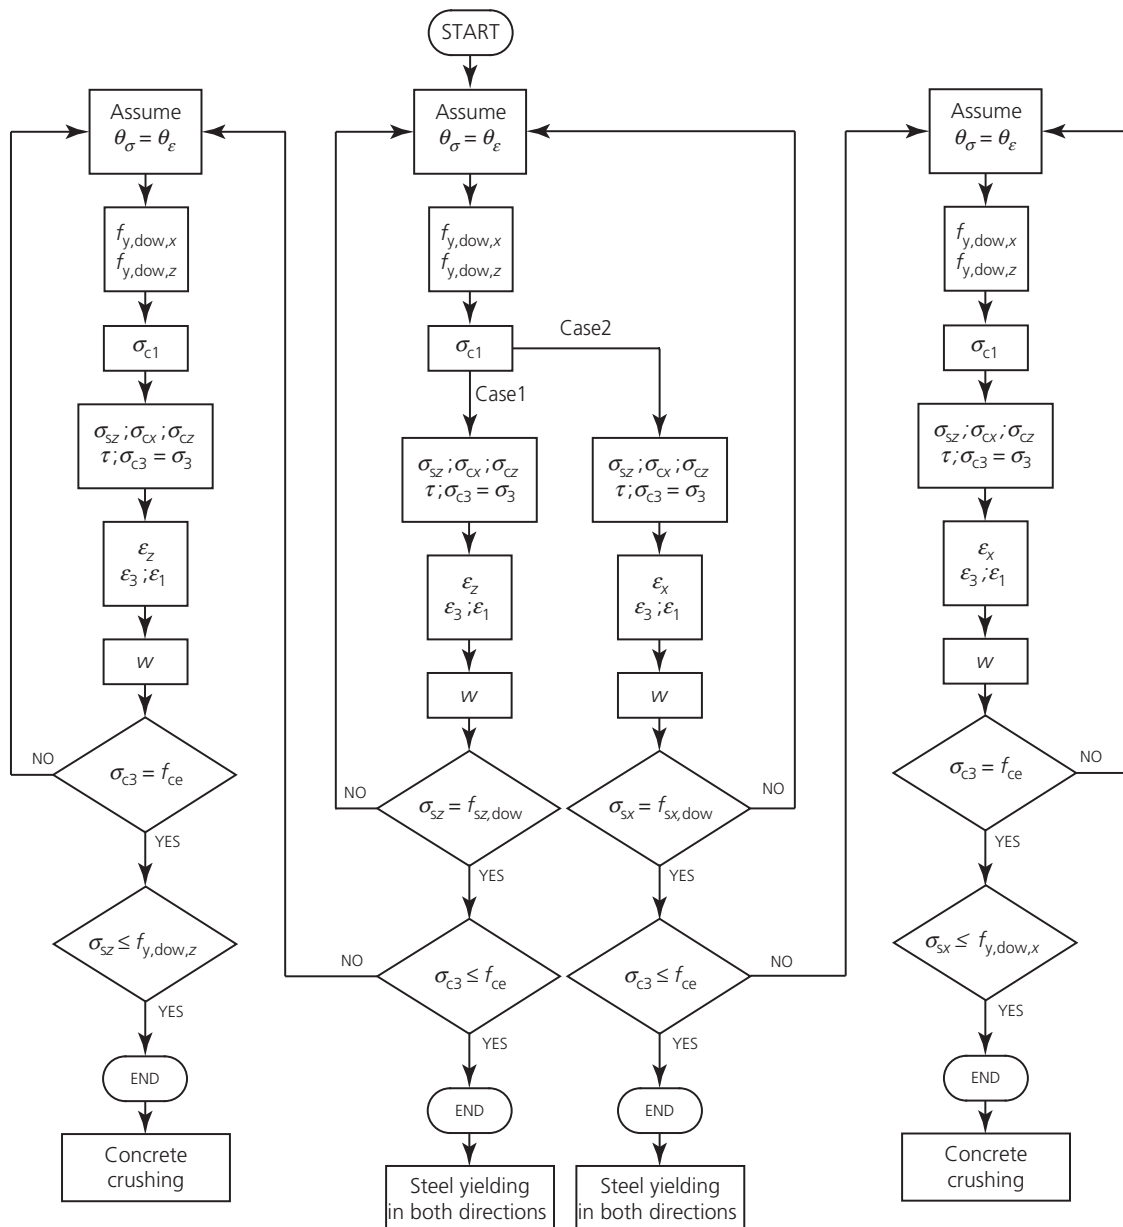 START
Assume
θσ = θε
fy,dow,x
fy,dow,z
σc1
σsz ; σcx ; σcz
τ ; σc3 = σ3
εz
ε3 ; ε1
w
σc3 = fce
NO
YES
σsz ≤ fy,dow,z
YES
END
Concrete
crushing
Assume
θσ = θε
fy,dow,x
fy,dow,z
σc1
Case2
Case1
σsz ; σcx ; σcz
τ ; σc3 = σ3
εz
ε3 ; ε1
w
σsz = fsz,dow
NO
YES
σc3 ≤ fce
NO
YES
END
Steel yielding
in both directions
σsz ; σcx ; σcz
τ ; σc3 = σ3
εx
ε3 ; ε1
w
σsx = fsx,dow
NO
YES
σc3 ≤ fce
NO
YES
END
Steel yielding
in both directions
Assume
θσ = θε
fy,dow,x
fy,dow,z
σc1
σsz ; σcx ; σcz
τ ; σc3 = σ3
εx
ε3 ; ε1
w
σc3 = fce
NO
YES
σsx ≤ fy,dow,x
YES
END
Concrete
crushing